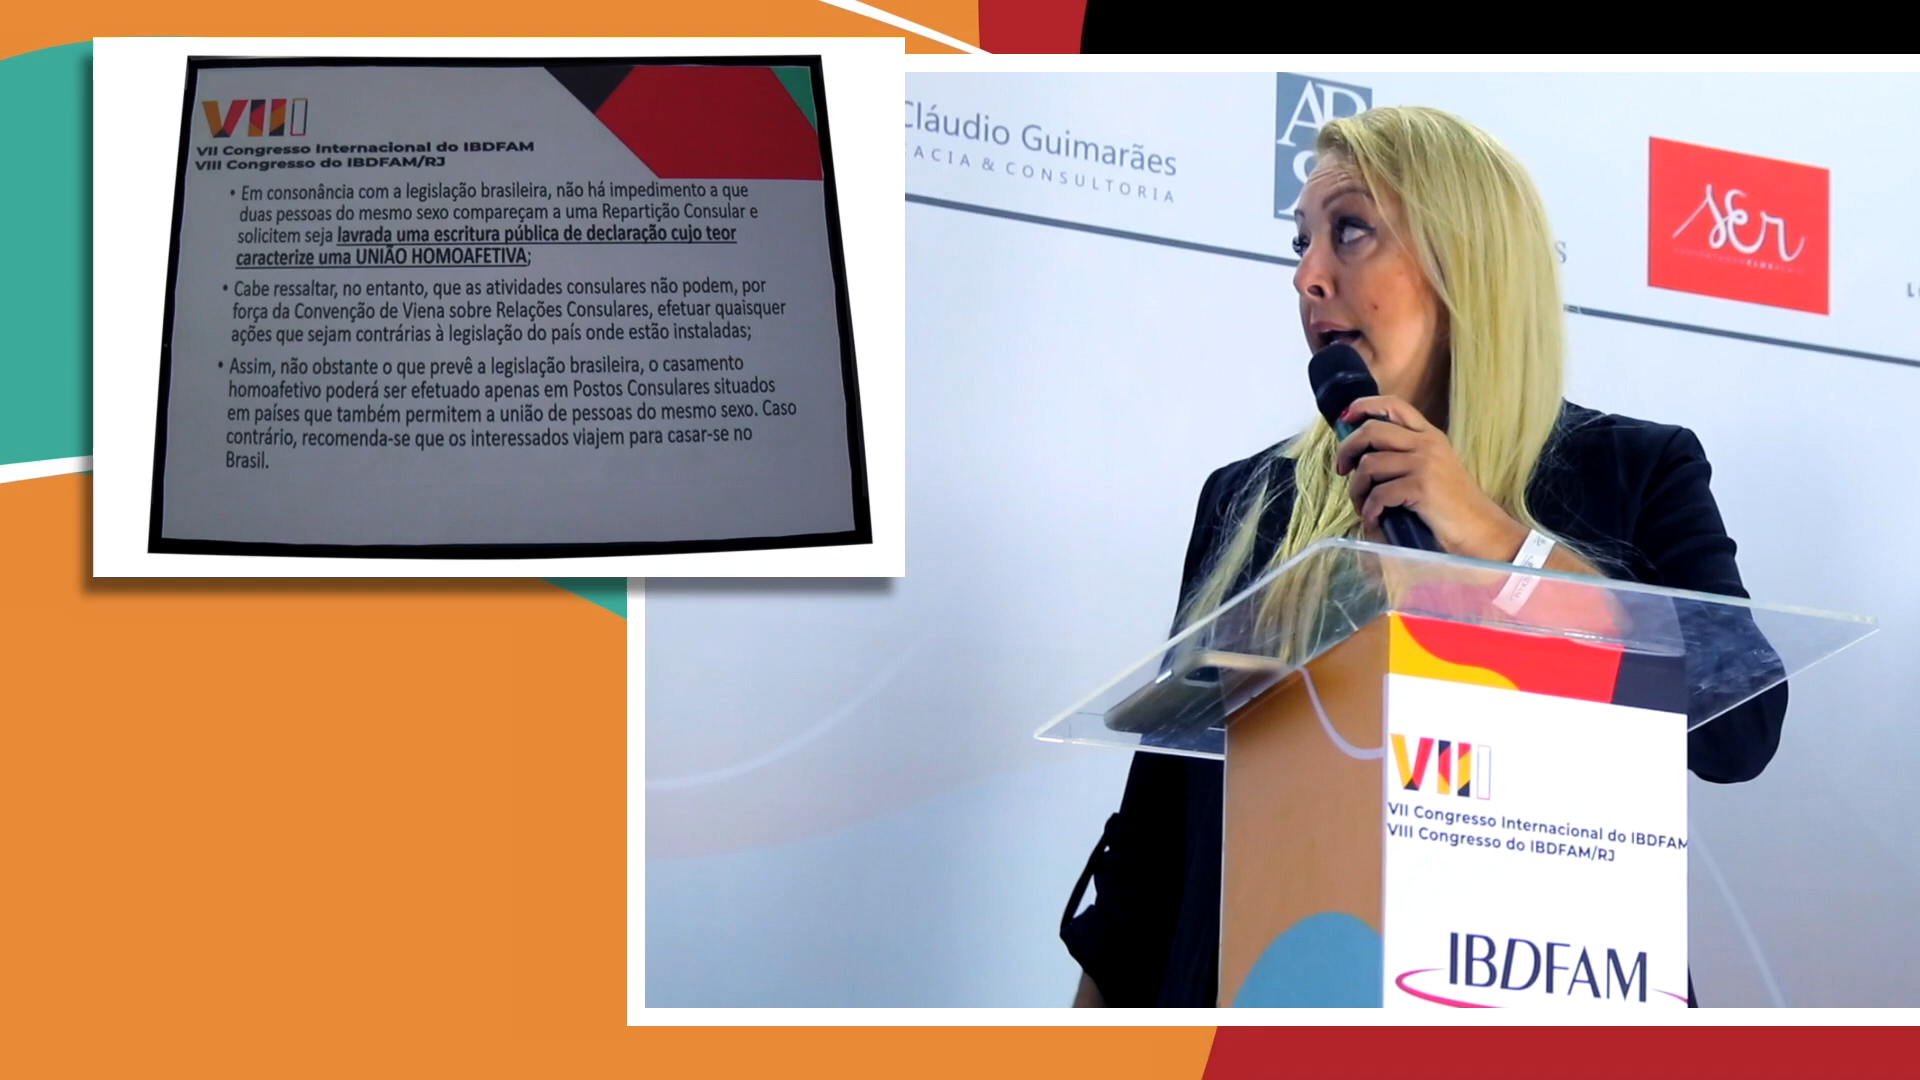 VIII
VII Congresso Internacional do IBDFAM
VIII Congresso do IBDFAM/RJ
• Em consonância com a legislação brasileira, não há impedimento a que
duas pessoas do mesmo sexo compareçam a uma Repartição Consular e
solicitem seja lavrada uma escritura pública de declaração cujo teor
caracterize uma UNIÃO HOMOAFETIVA;
• Cabe ressaltar, no entanto, que as atividades consulares não podem, por
força da Convenção de Viena sobre Relações Consulares, efetuar quaisquer
ações que sejam contrárias à legislação do país onde estão instaladas;
• Assim, não obstante o que prevê a legislação brasileira, o casamento
homoafetivo poderá ser efetuado apenas em Postos Consulares situados
em países que também permitem a união de pessoas do mesmo sexo. Caso
contrário, recomenda-se que os interessados viajem para casar-se no
Brasil.
Cláudio Guimarães
ACIA & CONSULTORIA
ser
VIII
VII Congresso Internacional do IBDFAM
VIII Congresso do IBDFAM/RJ
IBDFAM